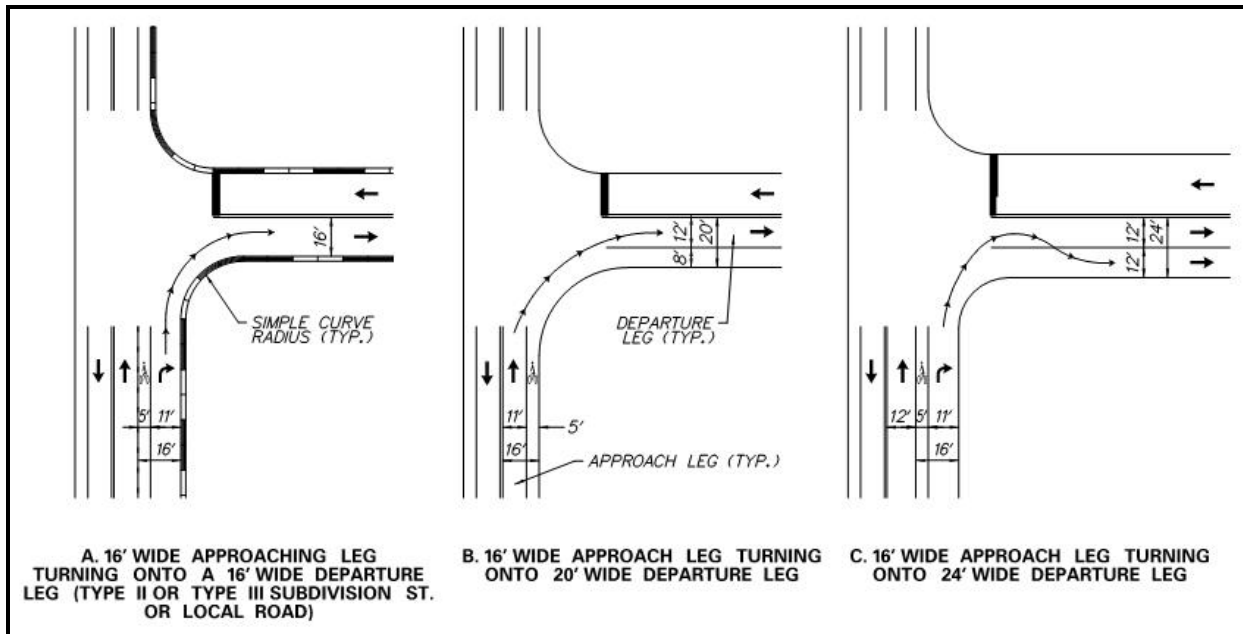 16'
SIMPLE CURVE
RADIUS (TYP.)
5' 11'
16'
A. 16' WIDE APPROACHING LEG
TURNING ONTO A 16' WIDE DEPARTURE
LEG (TYPE II OR TYPE III SUBDIVISION ST.
OR LOCAL ROAD)
12' 20'
8'
DEPARTURE
LEG (TYP.)
11' 5'
16'
APPROACH LEG (TYP.)
B. 16' WIDE APPROACH LEG TURNING
ONTO 20' WIDE DEPARTURE LEG
12' 24'
12'
12' 5' 11'
16'
C. 16' WIDE APPROACH LEG TURNING
ONTO 24' WIDE DEPARTURE LEG